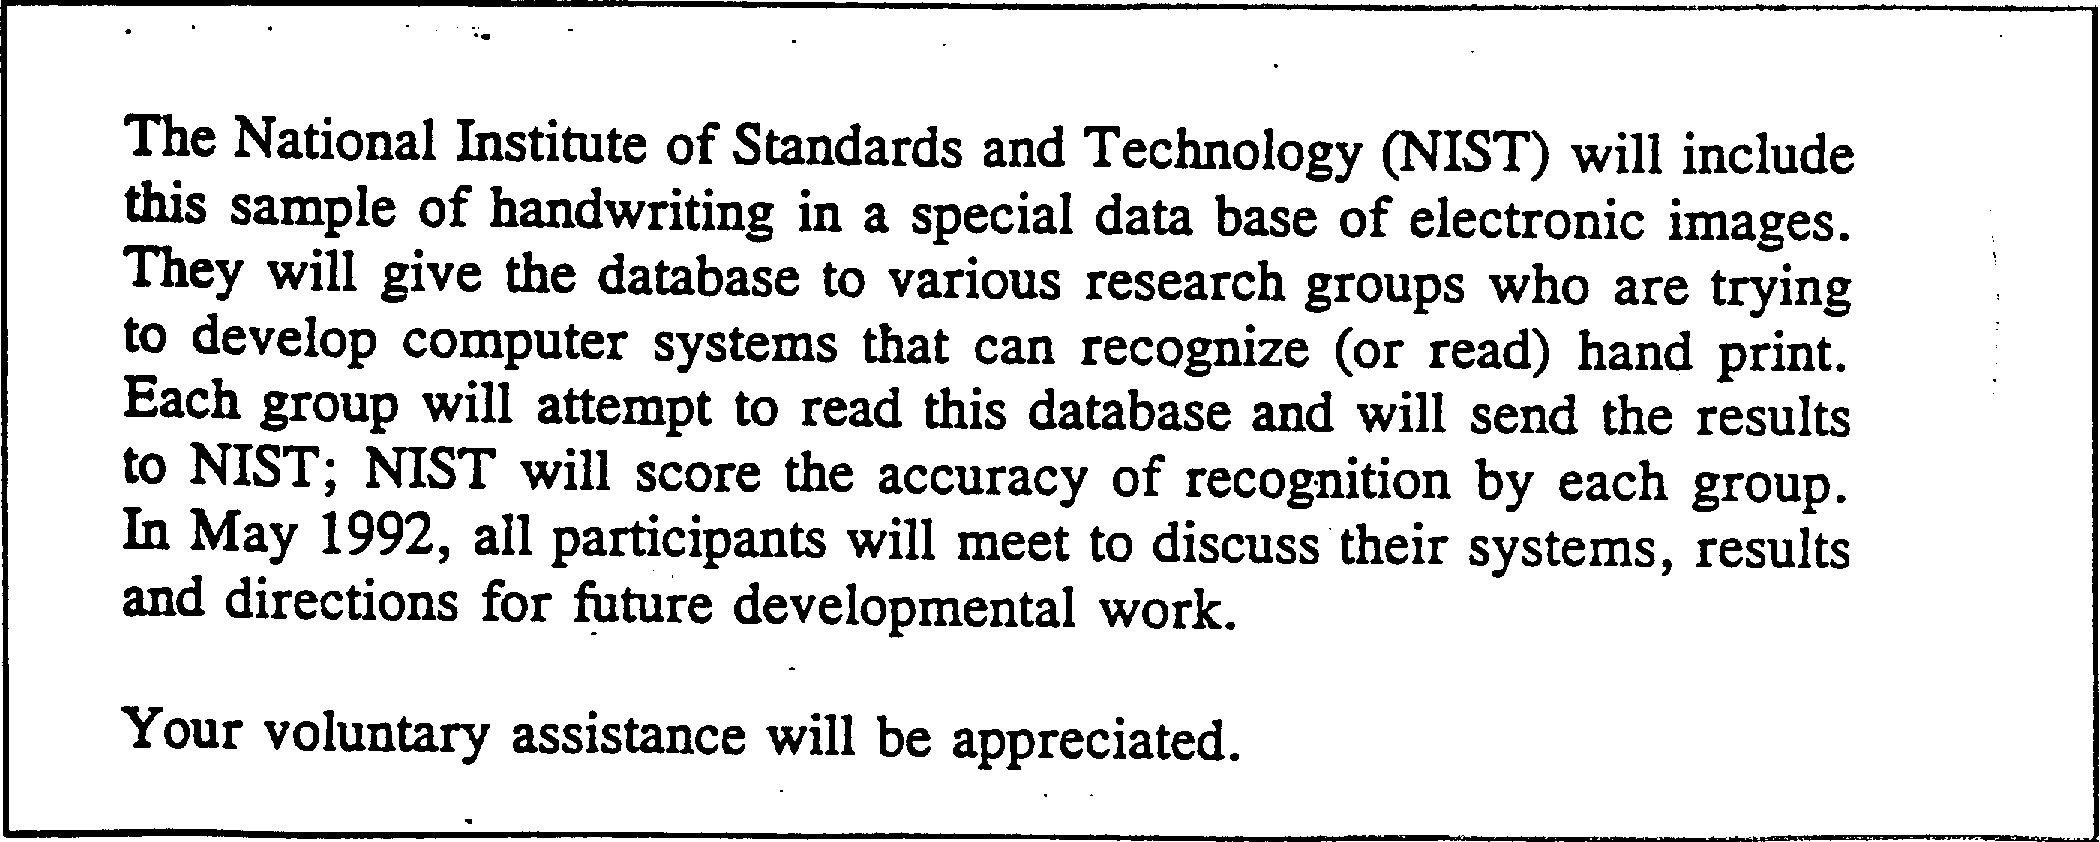 The National Institute of Standards and Technology (NIST) will include
this sample of handwriting in a special data base of electronic images.
They will give the database to various research groups who are trying
to develop computer systems that can recognize (or read) hand print.
Each group will attempt to read this database and will send the results
to NIST; NIST will score the accuracy of recognition by each group.
In May 1992, all participants will meet to discuss their systems, results
and directions for future developmental work.
Your voluntary assistance will be appreciated.